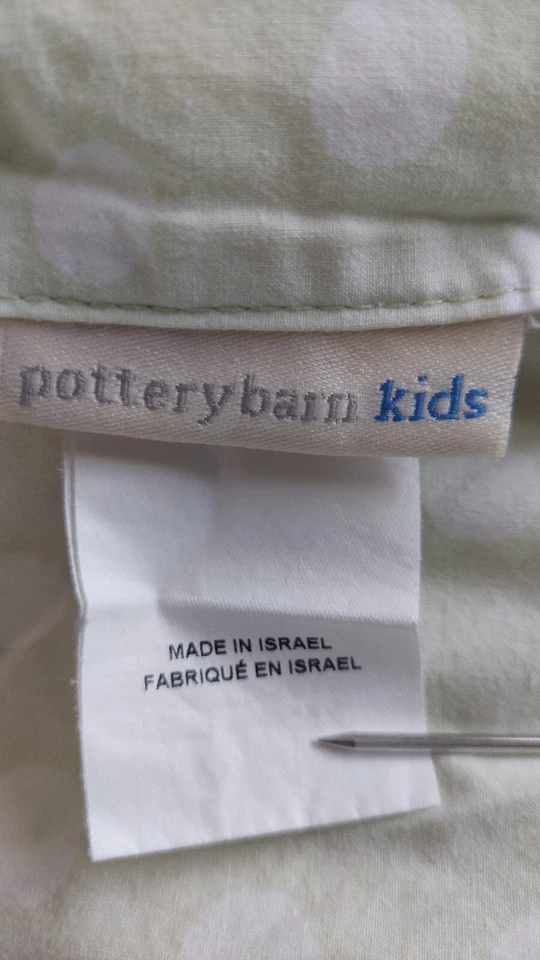 potterybarn kids
MADE IN ISRAEL
FABRIQUÉ EN ISRAEL